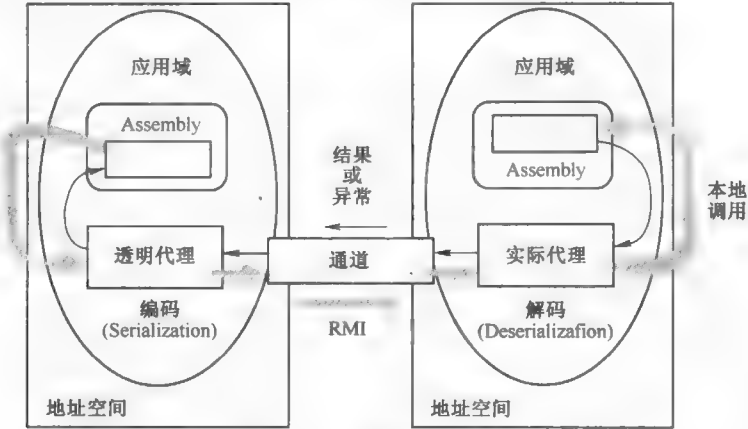 应用域
Assembly
透明代理
编码
(Serialization)
地址空间
结果
或
异常
通道
RMI
应用域
Assembly
实际代理
解码
(Deserializafion)
地址空间
本地
调用